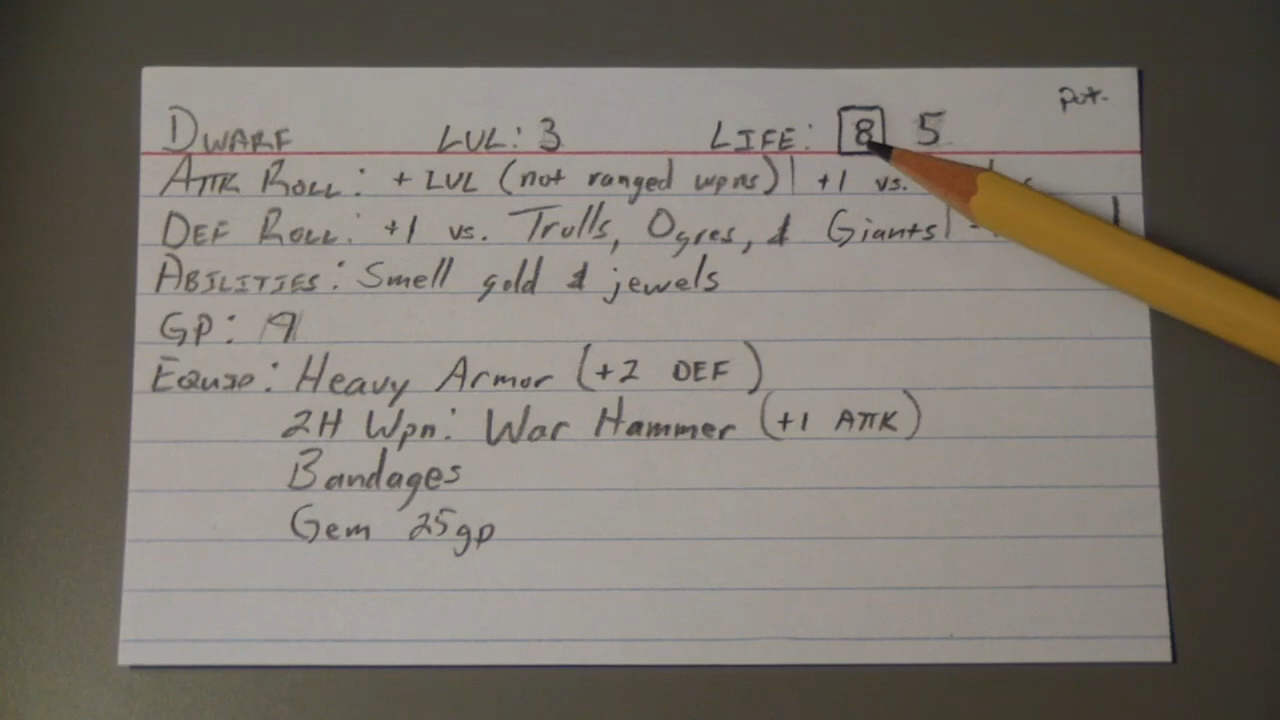 pot.
DWARF LVL: 3 LIFE: 8 5
ATTK ROLL: + LVL (not ranged wpns) | +1 vs.
DEF ROLL: +1 vs. Trolls, Ogres, & Giants |
ABILITIES: Smell gold & jewels
GP:
EQUIP: Heavy Armor (+2 DEF)
2H Wpn: War Hammer (+1 ATTK)
Bandages
Gem 25gp